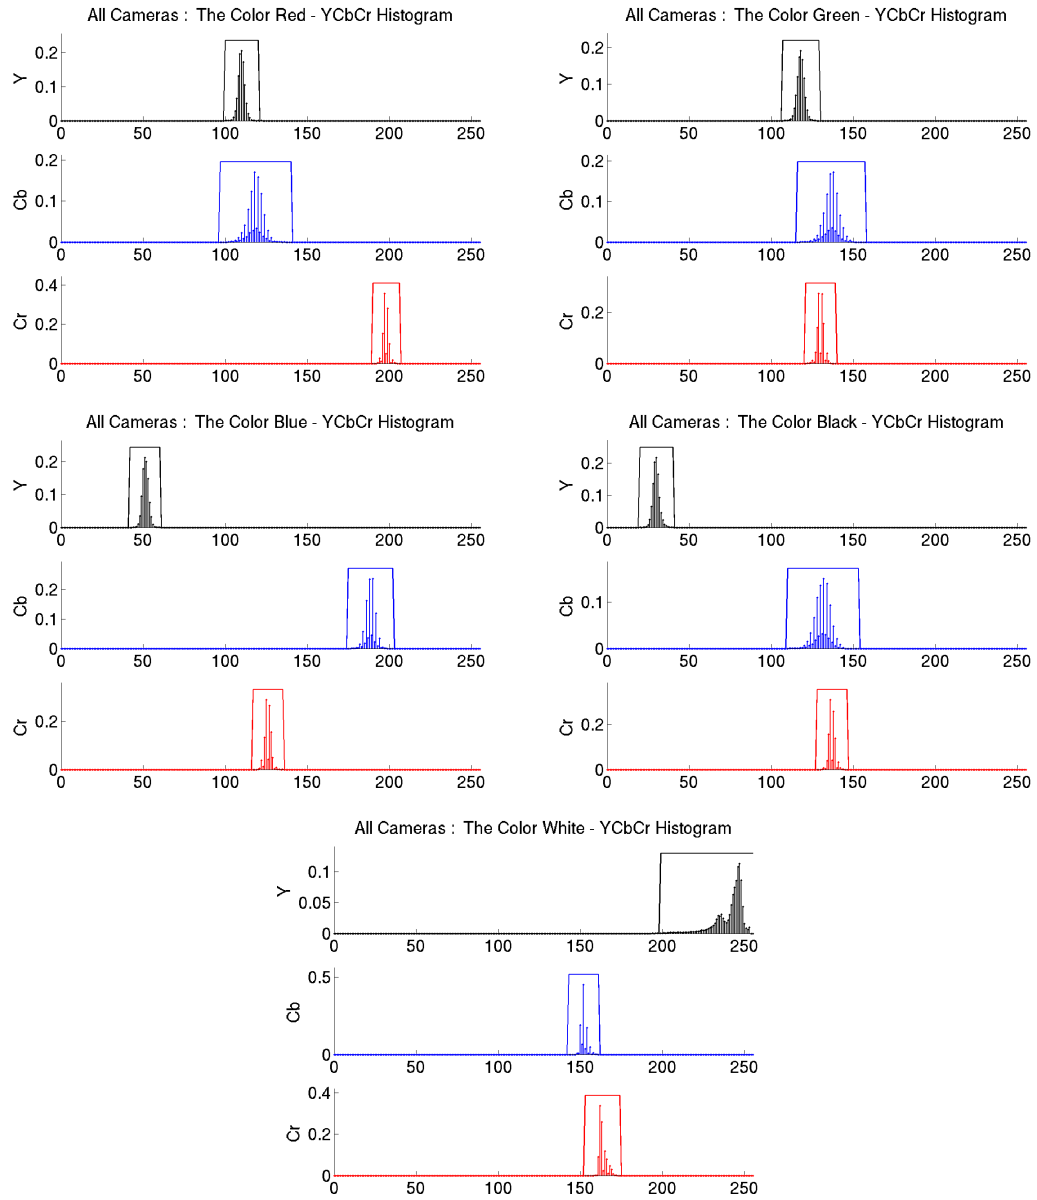 All Cameras :  The Color Red - YCbCr Histogram
Y
0.2
0.1
0
0 50 100 150 200 250
Cb
0.2
0.1
0
0 50 100 150 200 250
Cr
0.4
0.2
0
0 50 100 150 200 250
All Cameras :  The Color Green - YCbCr Histogram
Y
0.2
0.1
0
0 50 100 150 200 250
Cb
0.2
0.1
0
0 50 100 150 200 250
Cr
0.2
0
0 50 100 150 200 250
All Cameras :  The Color Blue - YCbCr Histogram
Y
0.2
0.1
0
0 50 100 150 200 250
Cb
0.2
0.1
0
0 50 100 150 200 250
Cr
0.2
0
0 50 100 150 200 250
All Cameras :  The Color Black - YCbCr Histogram
Y
0.2
0.1
0
0 50 100 150 200 250
Cb
0.1
0
0 50 100 150 200 250
Cr
0.2
0
0 50 100 150 200 250
All Cameras :  The Color White - YCbCr Histogram
Y
0.1
0.05
0
0 50 100 150 200 250
Cb
0.5
0
0 50 100 150 200 250
Cr
0.4
0.2
0
0 50 100 150 200 250